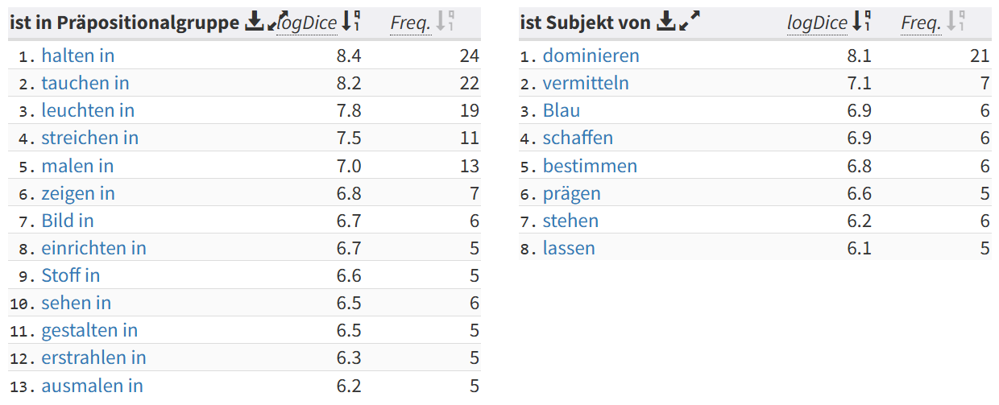 ist in Präpositionalgruppe logDice Freq.
1. halten in 8.4 24
2. tauchen in 8.2 22
3. leuchten in 7.8 19
4. streichen in 7.5 11
5. malen in 7.0 13
6. zeigen in 6.8 7
7. Bild in 6.7 6
8. einrichten in 6.7 5
9. Stoff in 6.6 5
10. sehen in 6.5 6
11. gestalten in 6.5 5
12. erstrahlen in 6.3 5
13. ausmalen in 6.2 5
ist Subjekt von logDice Freq.
1. dominieren 8.1 21
2. vermitteln 7.1 7
3. Blau 6.9 6
4. schaffen 6.9 6
5. bestimmen 6.8 6
6. prägen 6.6 5
7. stehen 6.2 6
8. lassen 6.1 5